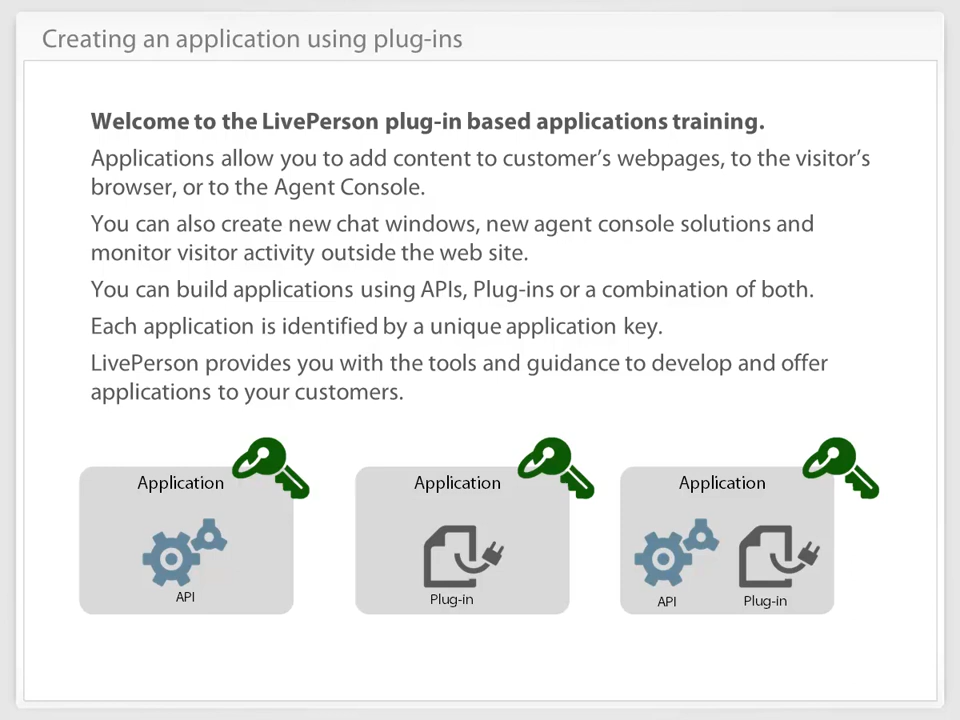 Creating an application using plug-ins
Welcome to the LivePerson plug-in based applications training.
Applications allow you to add content to customer’s webpages, to the visitor’s
browser, or to the Agent Console.
You can also create new chat windows, new agent console solutions and
monitor visitor activity outside the web site.
You can build applications using APIs, Plug-ins or a combination of both.
Each application is identified by a unique application key.
LivePerson provides you with the tools and guidance to develop and offer
applications to your customers.
Application
API
Application
Plug-in
Application
API
Plug-in